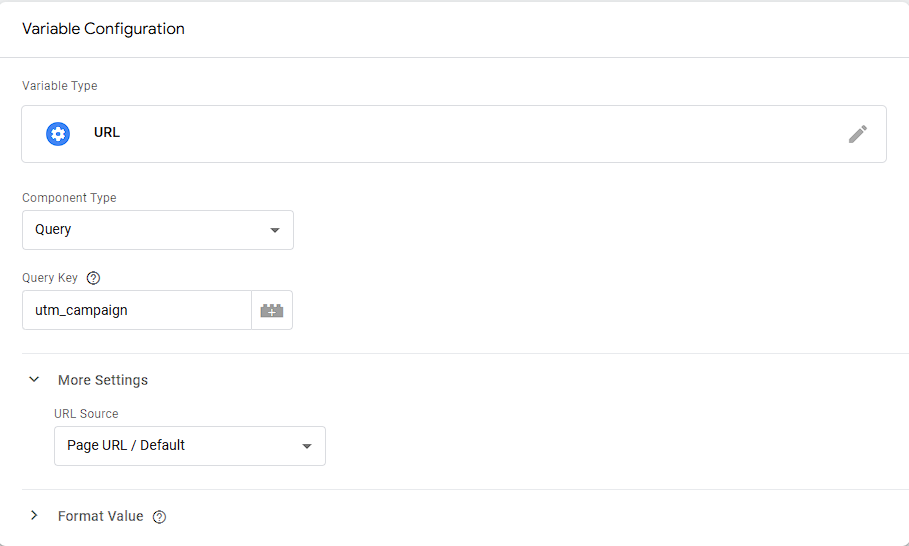 Variable Configuration
Variable Type
URL
Component Type
Query
Query Key
utm_campaign
More Settings
URL Source
Page URL / Default
Format Value